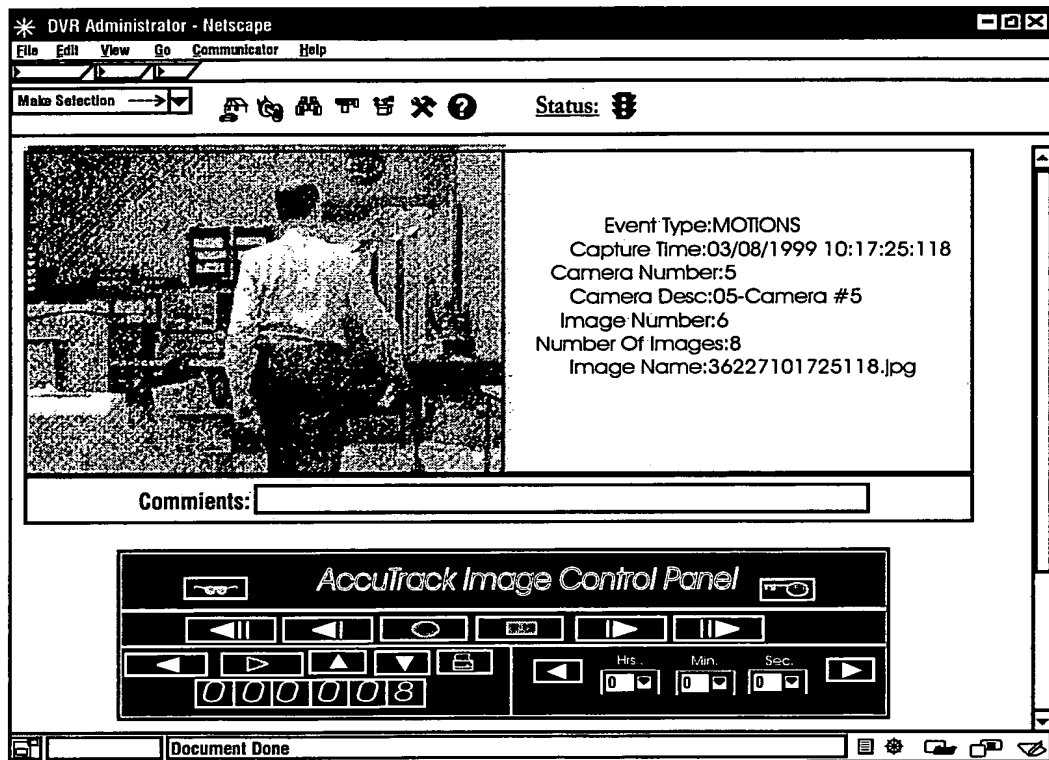 DVR Administrator - Netscape
File Edit View Go Communicator Help
Make Selection --->
Status:
Event Type:MOTIONS
Capture Time:03/08/1999 10:17:25:118
Camera Number:5
Camera Desc:05-Camera #5
Image Number:6
Number Of Images:8
Image Name:36227101725118.jpg
Commients:
AccuTrack Image Control Panel
Hrs. Min. Sec.
000008
0 0 0
Document Done